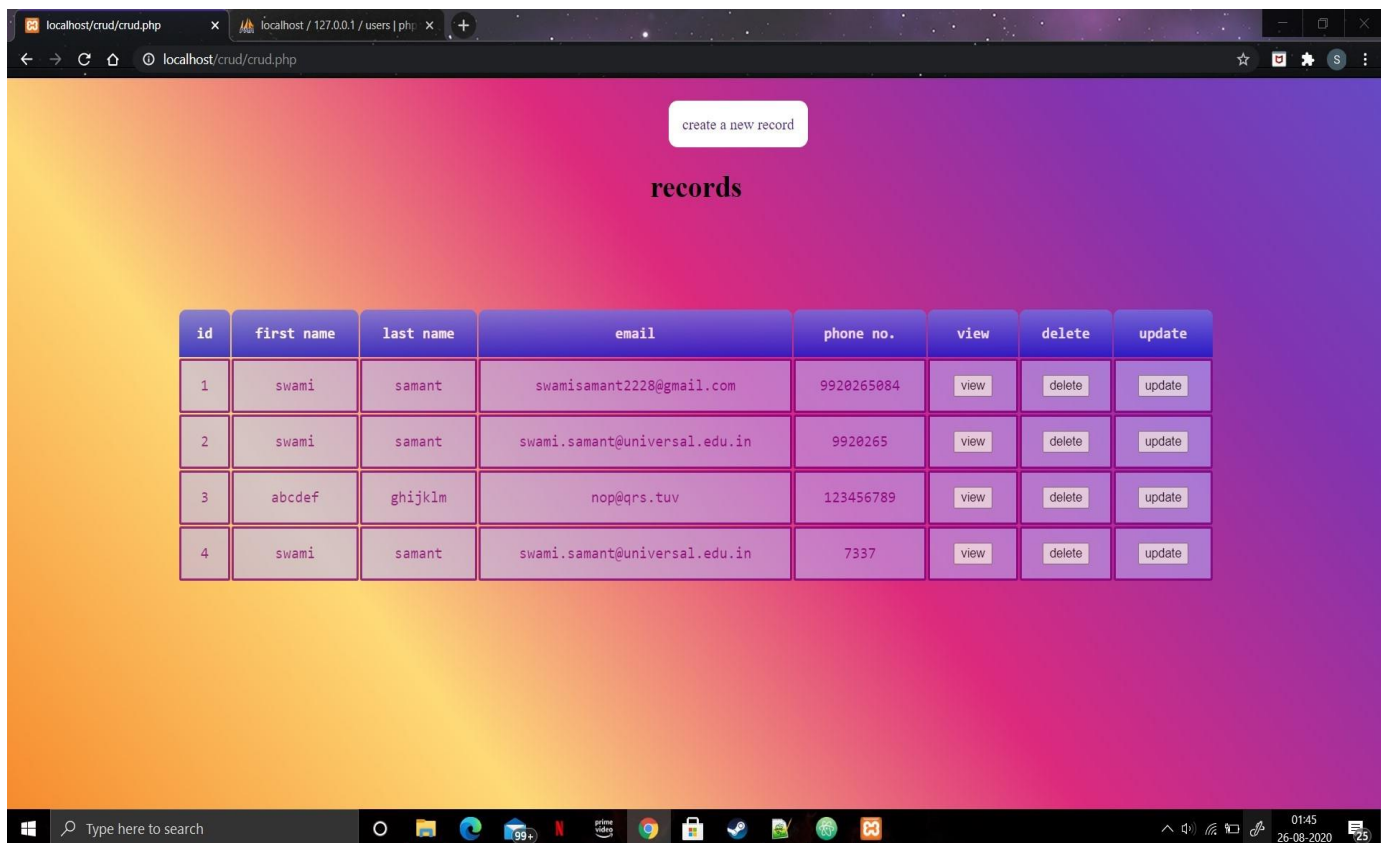 localhost/crud/crud.php
localhost / 127.0.0.1 / users | php
localhost/crud/crud.php
S
create a new record
records
id first name last name email phone no. view delete update
1 swami samant swamisamant2228@gmail.com 9920265084 view delete update
2 swami samant swami.samant@universal.edu.in 9920265 view delete update
3 abcdef ghijklm nop@qrs.tuv 123456789 view delete update
4 swami samant swami.samant@universal.edu.in 7337 view delete update
Type here to search
99+
N
prime video
01:45
26-08-2020
25